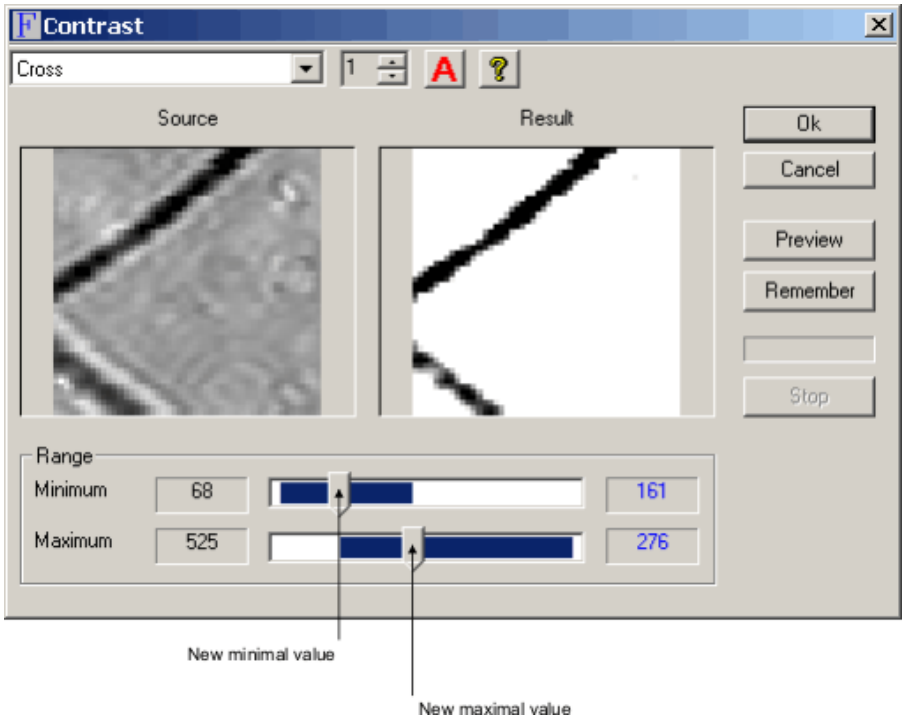 F Contrast
Cross 1 A ?
Source Result
Ok
Cancel
Preview
Remember
Stop
Range
Minimum 68 161
Maximum 525 276
New minimal value
New maximal value